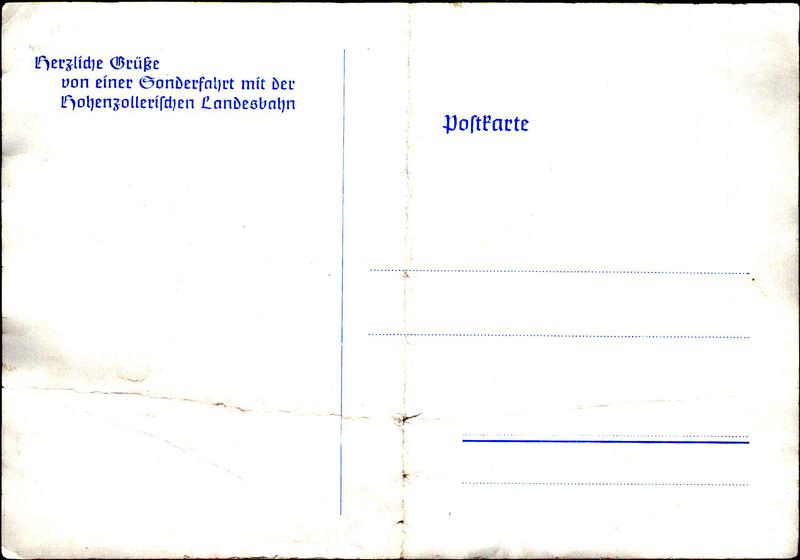 Herzliche Grüße
von einer Sonderfahrt mit der
Hohenzollerischen Landesbahn
Postkarte